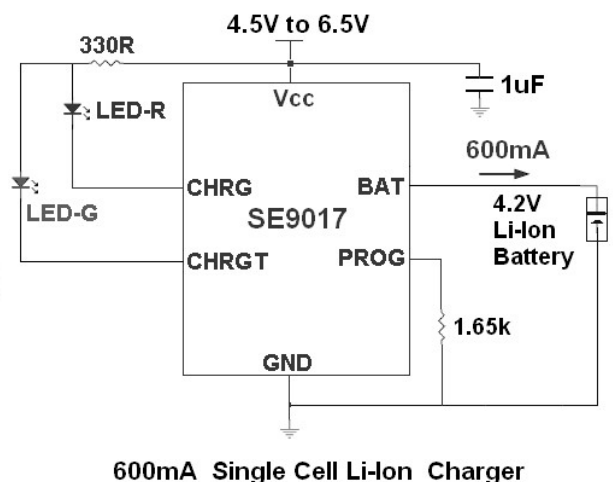 4.5V to 6.5V
330R
Vcc
1uF
LED-R
600mA
CHRG
BAT
LED-G
SE9017
4.2V
Li-Ion
Battery
CHRGT
PROG
1.65k
GND
600mA Single Cell Li-Ion Charger